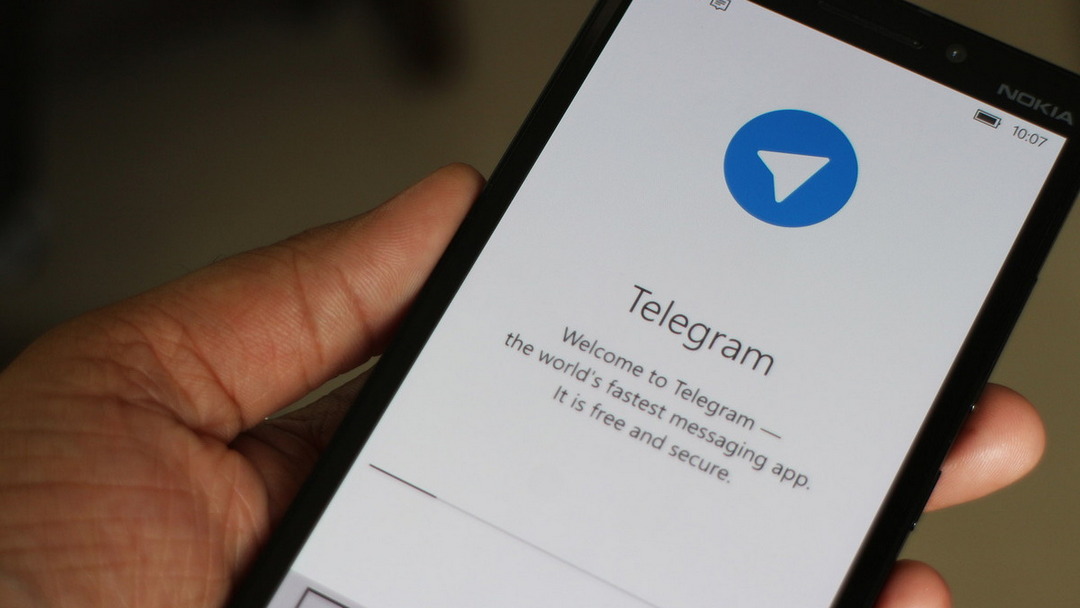 NOKIA
10:07
Telegram
Welcome to Telegram —
the world's fastest messaging app.
It is free and secure.